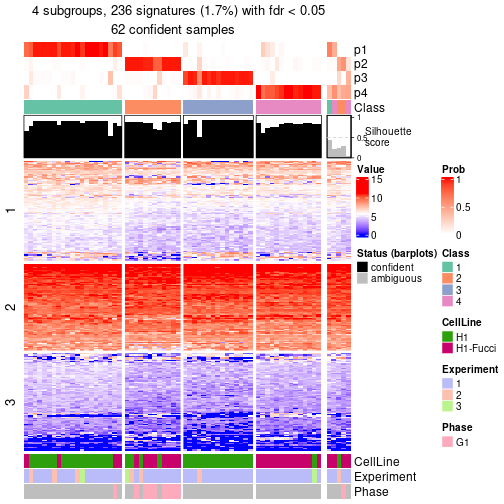 4 subgroups, 236 signatures (1.7%) with fdr < 0.05
62 confident samples
p1
p2
p3
p4
Class
1
0.5
0
Silhouette
score
1
2
3
CellLine
Experiment
Phase
Value
15
10
5
0
Prob
1
0.5
0
Status (barplots)
confident
ambiguous
Class
1
2
3
4
CellLine
H1
H1-Fucci
Experiment
1
2
3
Phase
G1